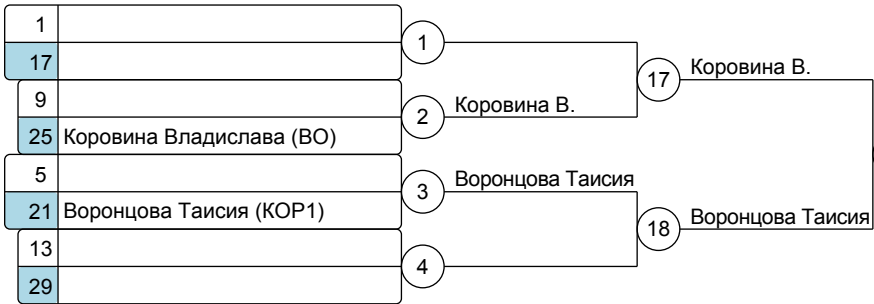 1
17
1
9
25 Коровина Владислава (ВО)
2
Коровина В.
17
Коровина В.
5
21 Воронцова Таисия (КОР1)
3
Воронцова Таисия
13
29
4
18
Воронцова Таисия